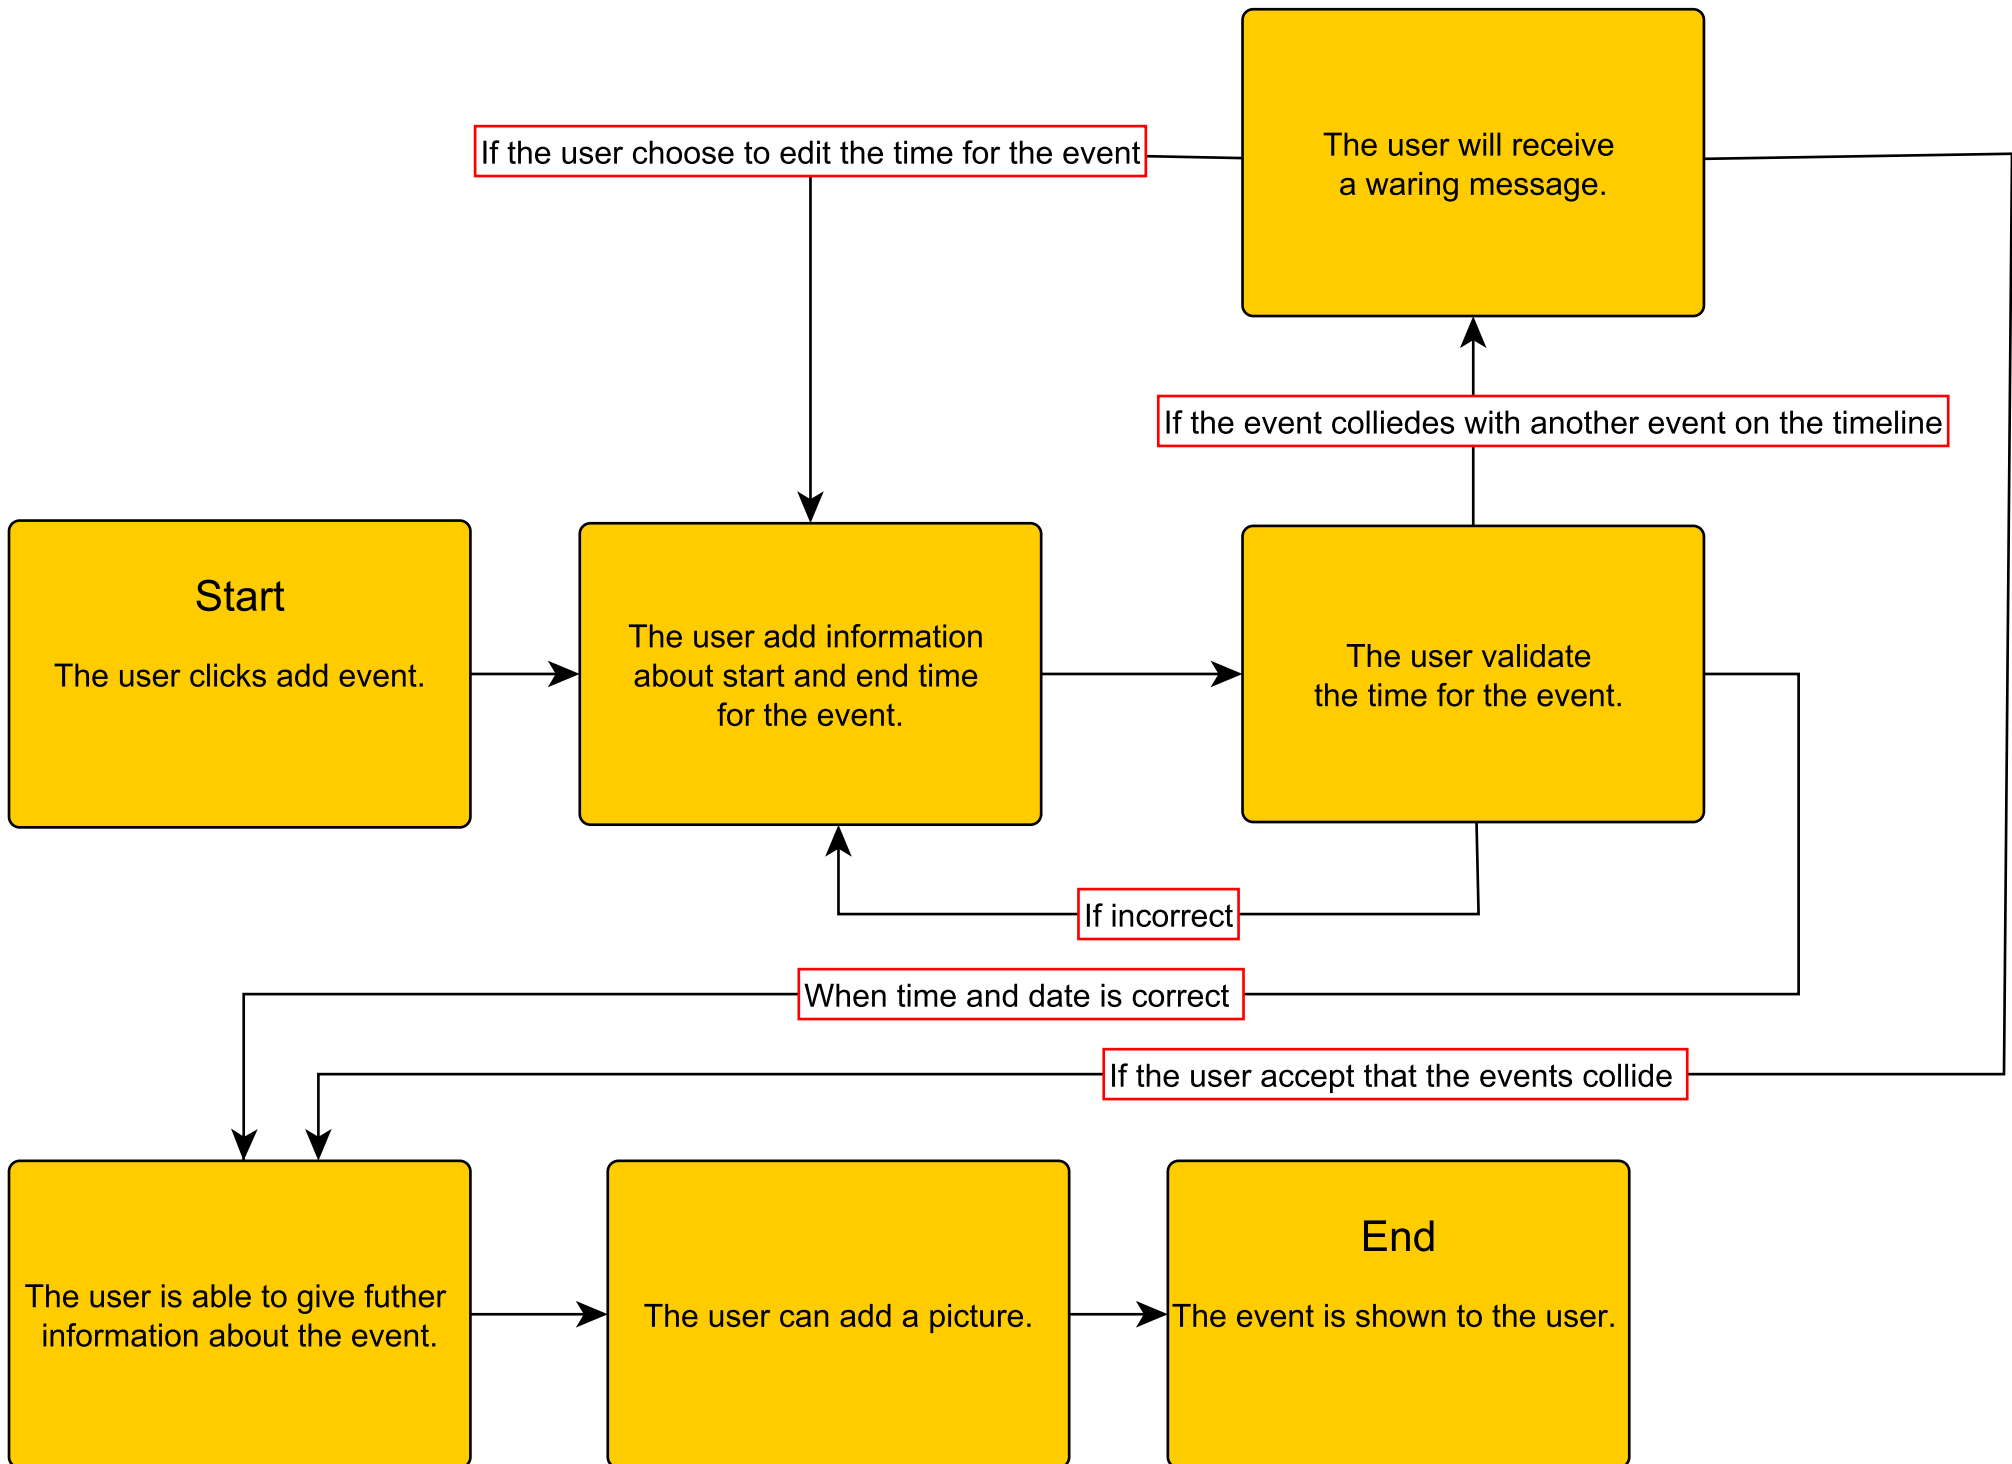 The user will receive
a waring message.
If the user choose to edit the time for the event
If the event colliedes with another event on the timeline
Start
The user clicks add event.
The user add information
about start and end time
for the event.
The user validate
the time for the event.
If incorrect
When time and date is correct
If the user accept that the events collide
The user is able to give futher
information about the event.
The user can add a picture.
End
The event is shown to the user.